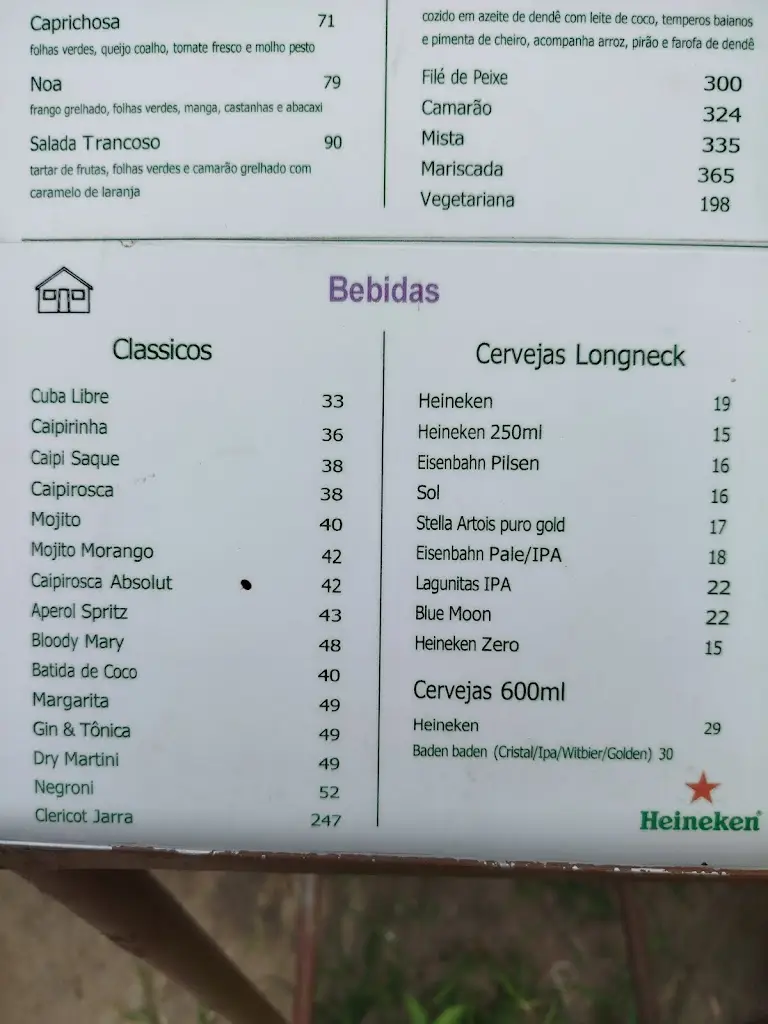 Caprichosa 71
folhas verdes, queijo coalho, tomate fresco e molho pesto
Noa 79
frango grelhado, folhas verdes, manga, castanhas e abacaxi
Salada Trancoso 90
tartar de frutas, folhas verdes e camarão grelhado com
caramelo de laranja
cozido em azeite de dendê com leite de coco, temperos baianos
e pimenta de cheiro, acompanha arroz, pirão e farofa de dendê
Filé de Peixe 300
Camarão 324
Mista 335
Mariscada 365
Vegetariana 198
Bebidas
Classicos
Cuba Libre 33
Caipirinha 36
Caipi Saque 38
Caipirosca 38
Mojito 40
Mojito Morango 42
Caipirosca Absolut 42
Aperol Spritz 43
Bloody Mary 48
Batida de Coco 40
Margarita 49
Gin & Tônica 49
Dry Martini 49
Negroni 52
Clericot Jarra 247
Cervejas Longneck
Heineken 19
Heineken 250ml 15
Eisenbahn Pilsen 16
Sol 16
Stella Artois puro gold 17
Eisenbahn Pale/IPA 18
Lagunitas IPA 22
Blue Moon 22
Heineken Zero 15
Cervejas 600ml
Heineken 29
Baden baden (Cristal/Ipa/Witbier/Golden) 30
Heineken